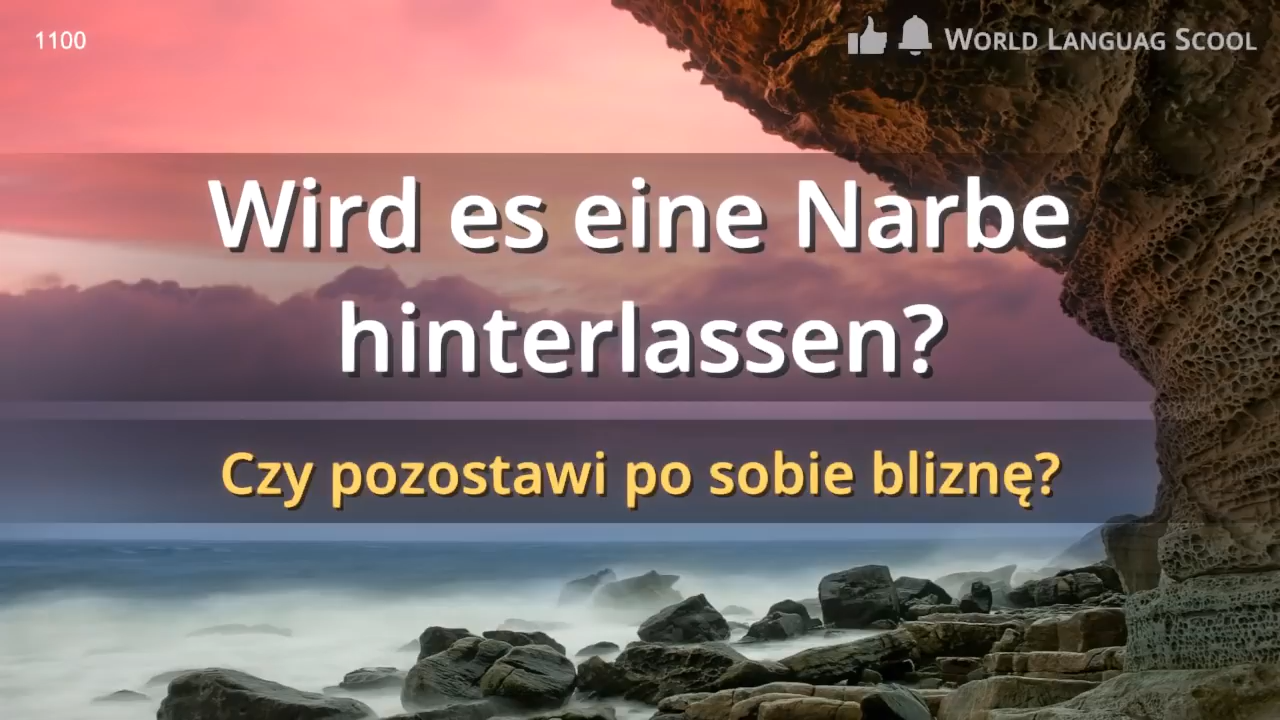 1100
World Languag Scool
Wird es eine Narbe
hinterlassen?
Czy pozostawi po sobie bliznę?